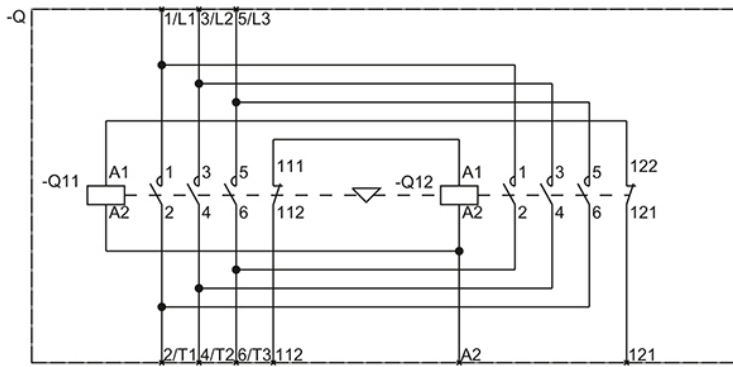 -Q 1/L1 3/L2 5/L3
-Q11 A1 1 3 5 111 -Q12 A1 1 3 5 122
A2 2 4 6 112 A2 2 4 6 121
2/T1 4/T2 6/T3 112 A2 121